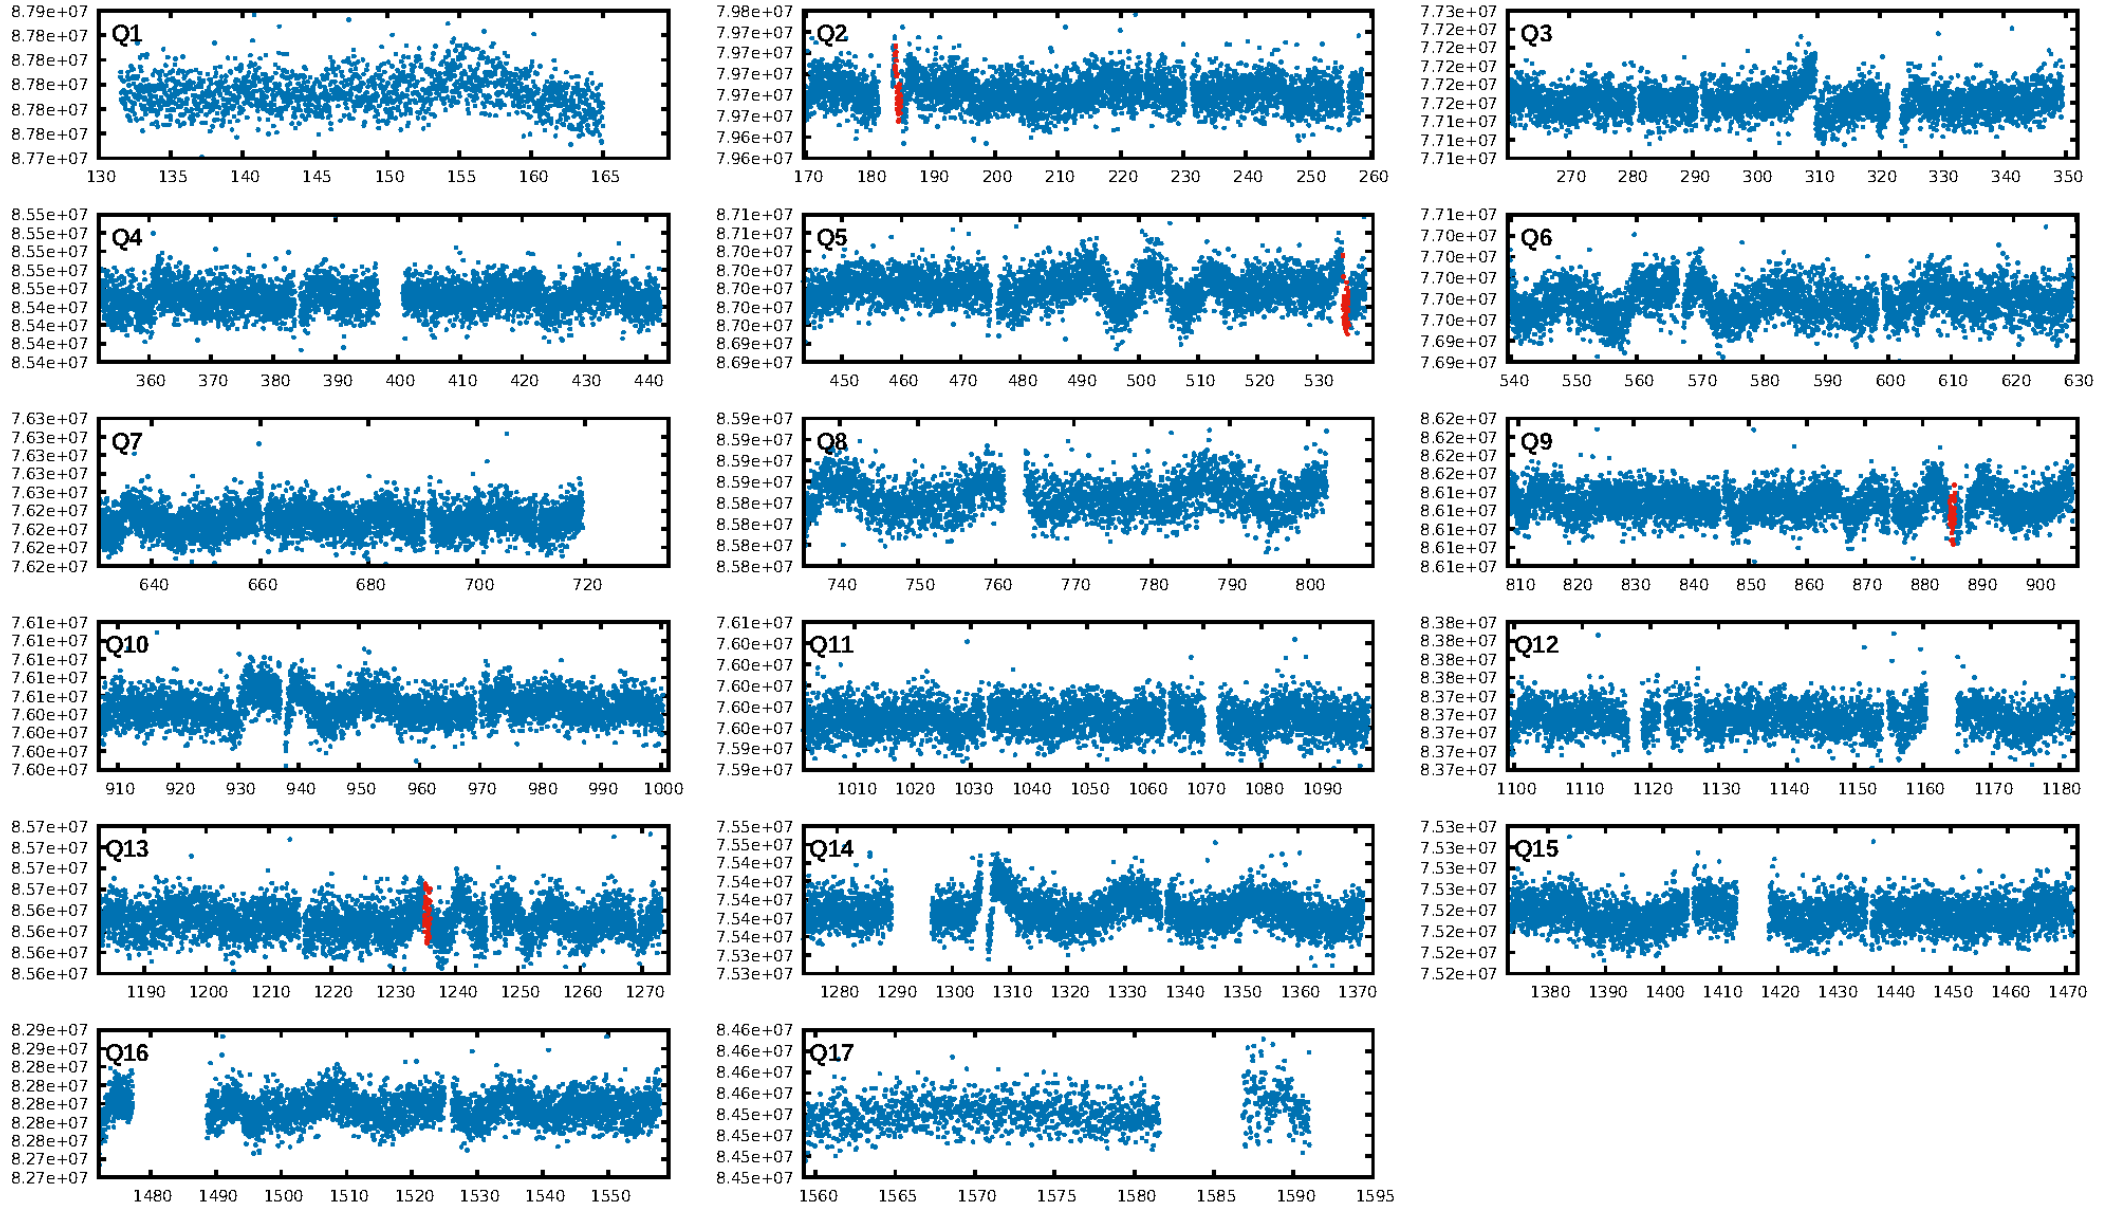 8.79e+07
8.78e+07
8.78e+07
8.78e+07
8.78e+07
8.78e+07
8.77e+07
Q1
130 135 140 145 150 155 160 165
7.98e+07
7.97e+07
7.97e+07
7.97e+07
7.97e+07
7.97e+07
7.96e+07
7.96e+07
Q2
170 180 190 200 210 220 230 240 250 260
7.73e+07
7.72e+07
7.72e+07
7.72e+07
7.72e+07
7.72e+07
7.71e+07
7.71e+07
7.71e+07
Q3
270 280 290 300 310 320 330 340 350
8.55e+07
8.55e+07
8.55e+07
8.55e+07
8.55e+07
8.54e+07
8.54e+07
8.54e+07
8.54e+07
Q4
360 370 380 390 400 410 420 430 440
8.71e+07
8.71e+07
8.70e+07
8.70e+07
8.70e+07
8.70e+07
8.70e+07
8.69e+07
8.69e+07
Q5
450 460 470 480 490 500 510 520 530
7.71e+07
7.70e+07
7.70e+07
7.70e+07
7.70e+07
7.70e+07
7.69e+07
7.69e+07
Q6
540 550 560 570 580 590 600 610 620 630
7.63e+07
7.63e+07
7.63e+07
7.63e+07
7.63e+07
7.62e+07
7.62e+07
7.62e+07
7.62e+07
Q7
640 660 680 700 720
8.59e+07
8.59e+07
8.59e+07
8.59e+07
8.58e+07
8.58e+07
8.58e+07
8.58e+07
Q8
740 750 760 770 780 790 800
8.62e+07
8.62e+07
8.62e+07
8.62e+07
8.61e+07
8.61e+07
8.61e+07
8.61e+07
8.61e+07
Q9
810 820 830 840 850 860 870 880 890 900
7.61e+07
7.61e+07
7.61e+07
7.61e+07
7.61e+07
7.60e+07
7.60e+07
7.60e+07
7.60e+07
Q10
910 920 930 940 950 960 970 980 990 1000
7.61e+07
7.60e+07
7.60e+07
7.60e+07
7.60e+07
7.60e+07
7.59e+07
7.59e+07
Q11
1010 1020 1030 1040 1050 1060 1070 1080 1090
8.38e+07
8.38e+07
8.38e+07
8.38e+07
8.37e+07
8.37e+07
8.37e+07
8.37e+07
8.37e+07
Q12
1100 1110 1120 1130 1140 1150 1160 1170 1180
8.57e+07
8.57e+07
8.57e+07
8.57e+07
8.56e+07
8.56e+07
8.56e+07
8.56e+07
Q13
1190 1200 1210 1220 1230 1240 1250 1260 1270
7.55e+07
7.55e+07
7.54e+07
7.54e+07
7.54e+07
7.54e+07
7.54e+07
7.53e+07
7.53e+07
Q14
1280 1290 1300 1310 1320 1330 1340 1350 1360 1370
7.53e+07
7.53e+07
7.53e+07
7.53e+07
7.52e+07
7.52e+07
7.52e+07
7.52e+07
Q15
1380 1390 1400 1410 1420 1430 1440 1450 1460 1470
8.29e+07
8.29e+07
8.28e+07
8.28e+07
8.28e+07
8.28e+07
8.28e+07
8.27e+07
8.27e+07
Q16
1480 1490 1500 1510 1520 1530 1540 1550
8.46e+07
8.46e+07
8.46e+07
8.46e+07
8.45e+07
8.45e+07
8.45e+07
8.45e+07
Q17
1560 1565 1570 1575 1580 1585 1590 1595